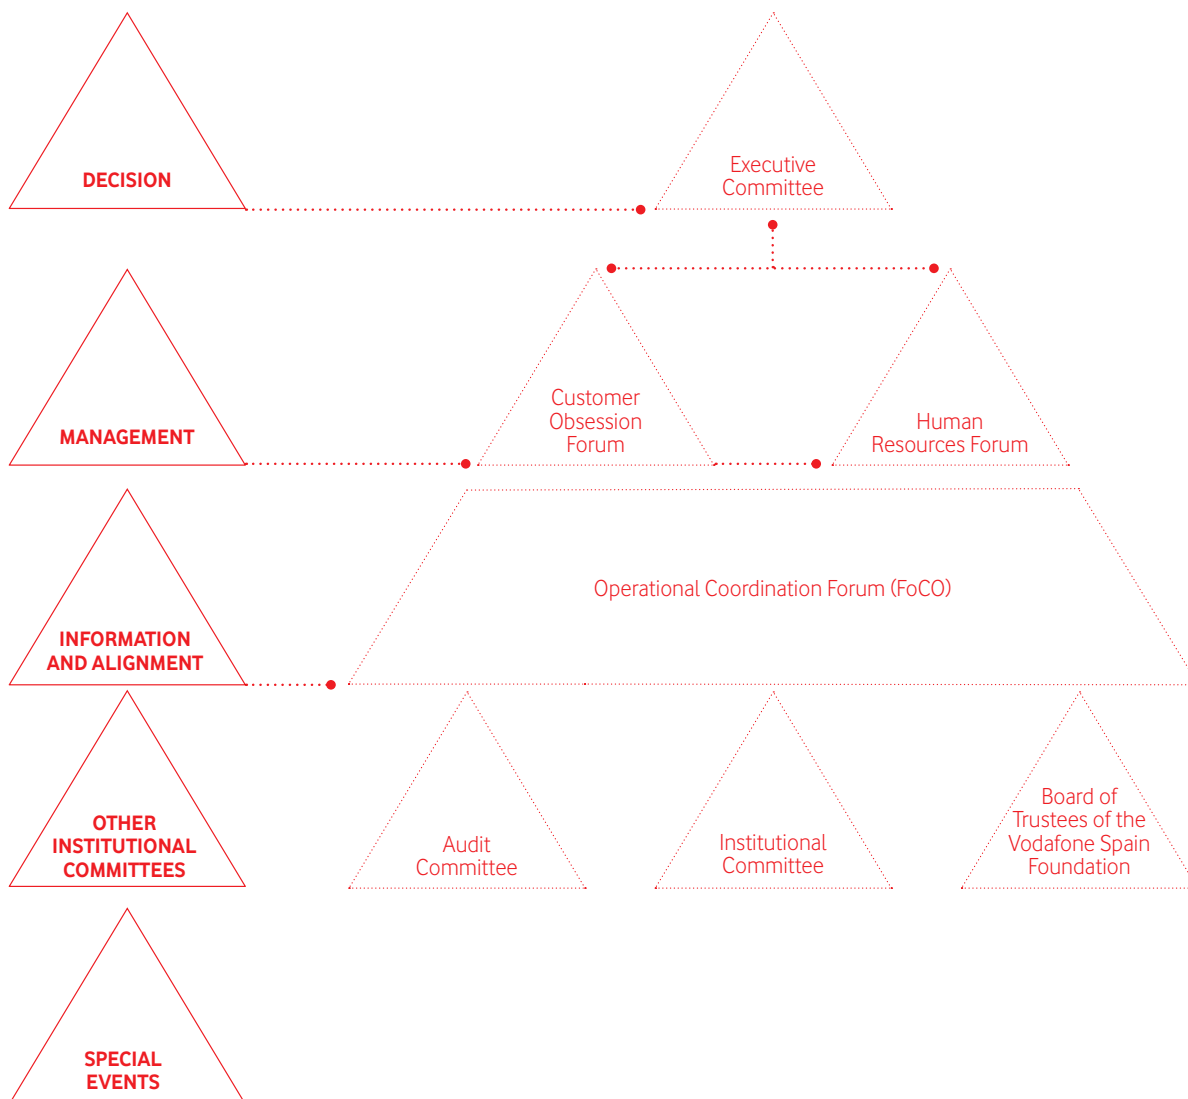 DECISION
Executive
Committee
MANAGEMENT
Customer
Obsession
Forum
Human
Resources Forum
INFORMATION
AND ALIGNMENT
Operational Coordination Forum (FoCO)
OTHER
INSTITUTIONAL
COMMITTEES
Audit
Committee
Institutional
Committee
Board of
Trustees of the
Vodafone Spain
Foundation
SPECIAL
EVENTS